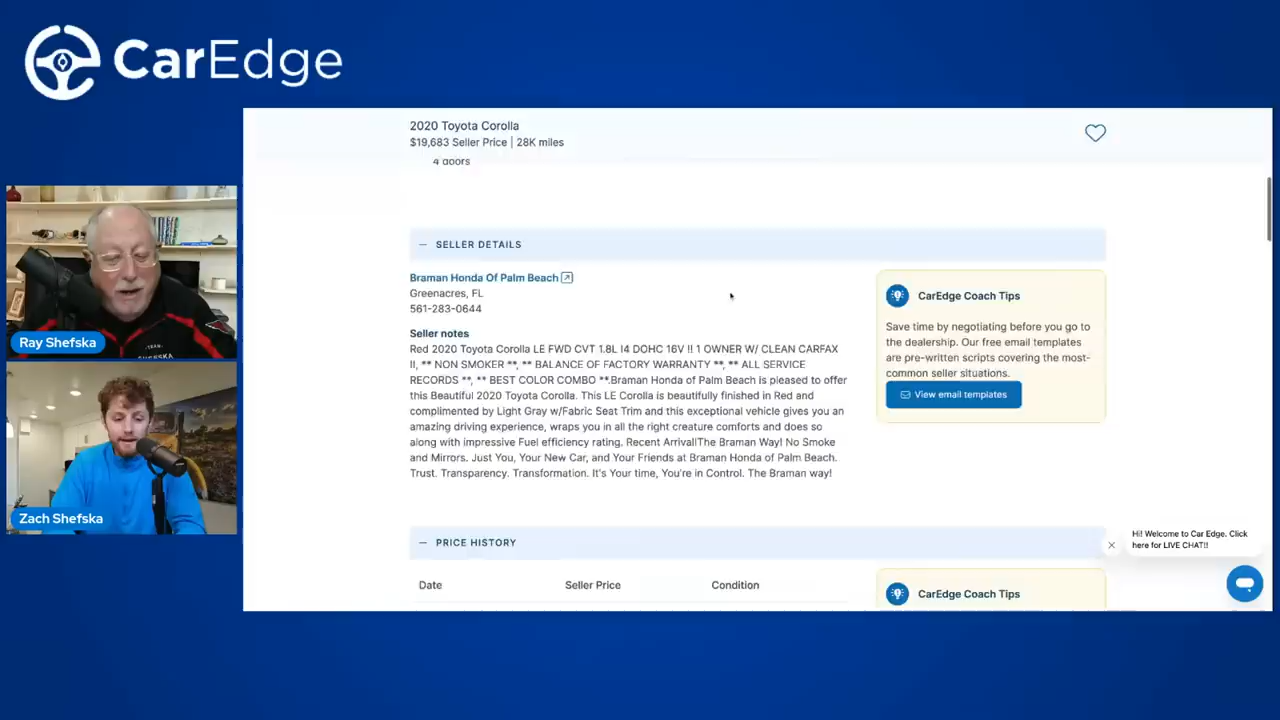 CarEdge
2020 Toyota Corolla
$19,683 Seller Price | 28K miles
4 doors
SELLER DETAILS
Braman Honda Of Palm Beach
Greenacres, FL
561-283-0644
Seller notes
Red 2020 Toyota Corolla LE FWD CVT 1.8L I4 DOHC 16V !! 1 OWNER W/ CLEAN CARFAX
!!, ** NON SMOKER **, ** BALANCE OF FACTORY WARRANTY **, ** ALL SERVICE
RECORDS **, ** BEST COLOR COMBO **.Braman Honda of Palm Beach is pleased to offer
this Beautiful 2020 Toyota Corolla. This LE Corolla is beautifully finished in Red and
complimented by Light Gray w/Fabric Seat Trim and this exceptional vehicle gives you an
amazing driving experience, wraps you in all the right creature comforts and does so
along with impressive Fuel efficiency rating. Recent Arrival!The Braman Way! No Smoke
and Mirrors. Just You, Your New Car, and Your Friends at Braman Honda of Palm Beach.
Trust. Transparency. Transformation. It's Your time, You're in Control. The Braman way!
CarEdge Coach Tips
Save time by negotiating before you go
to the dealership. Our free email templates
are pre-written scripts covering the most-
common seller situations.
View email templates
PRICE HISTORY
Date Seller Price Condition
CarEdge Coach Tips
Hi! Welcome to Car Edge. Click
here for LIVE CHAT!!
Ray Shefska
Zach Shefska